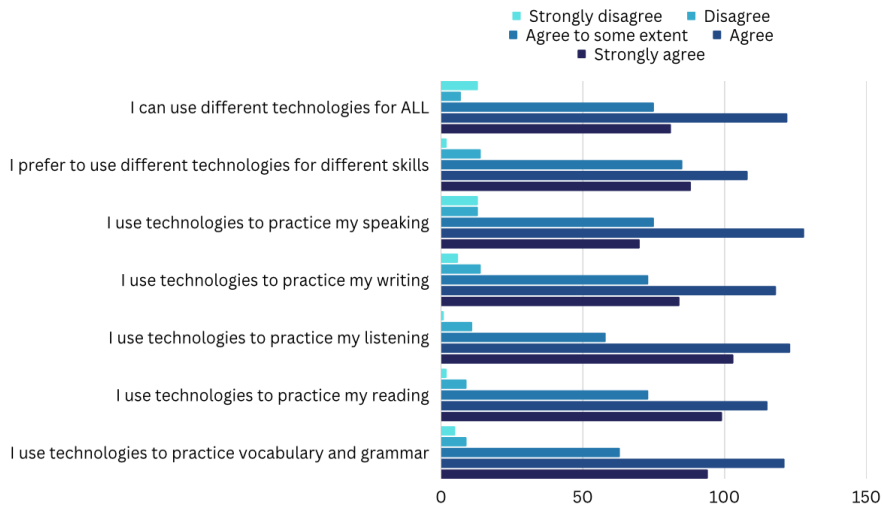 Strongly disagree Disagree
Agree to some extent Agree
Strongly agree
I can use different technologies for ALL
I prefer to use different technologies for different skills
I use technologies to practice my speaking
I use technologies to practice my writing
I use technologies to practice my listening
I use technologies to practice my reading
I use technologies to practice vocabulary and grammar
0 50 100 150